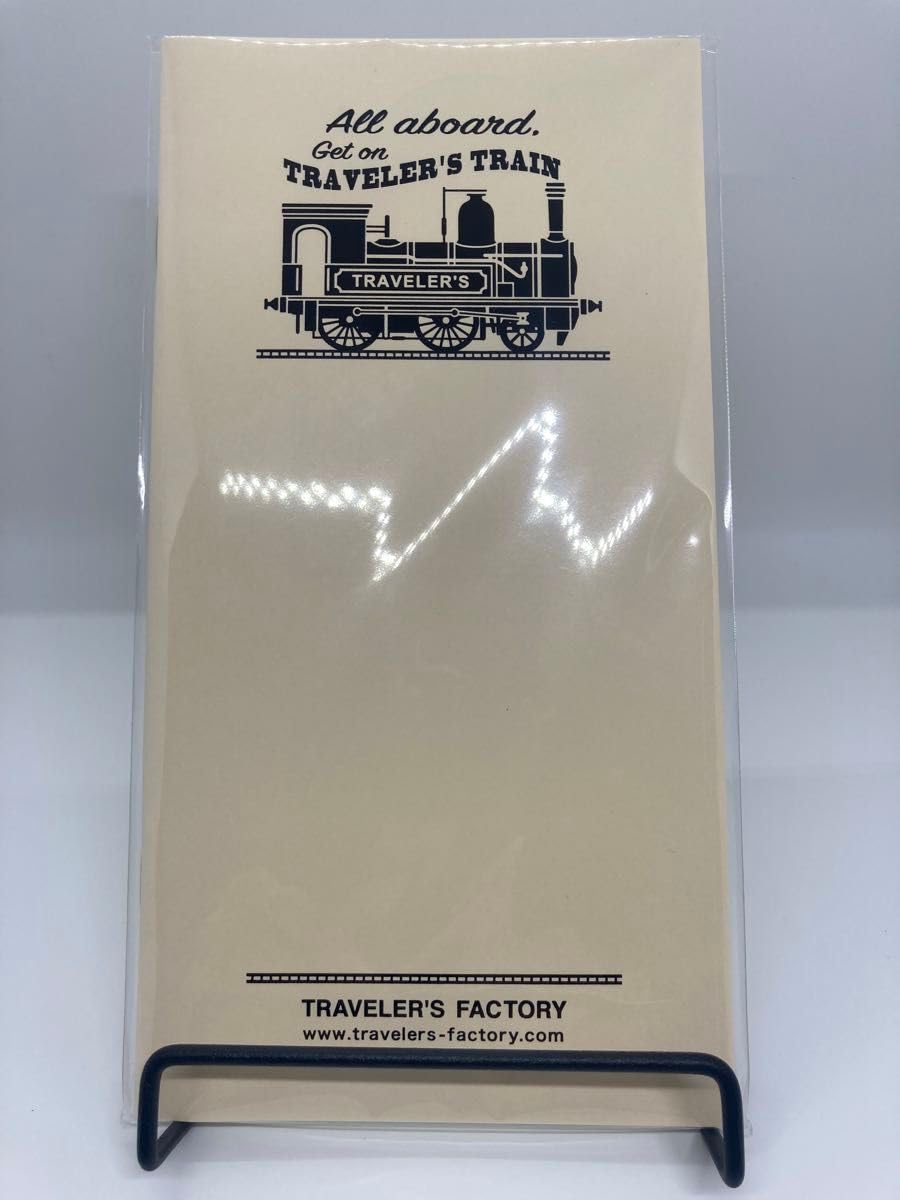 All aboard.
Get on
TRAVELER'S TRAIN
TRAVELER'S
TRAVELER'S FACTORY
www.travelers-factory.com